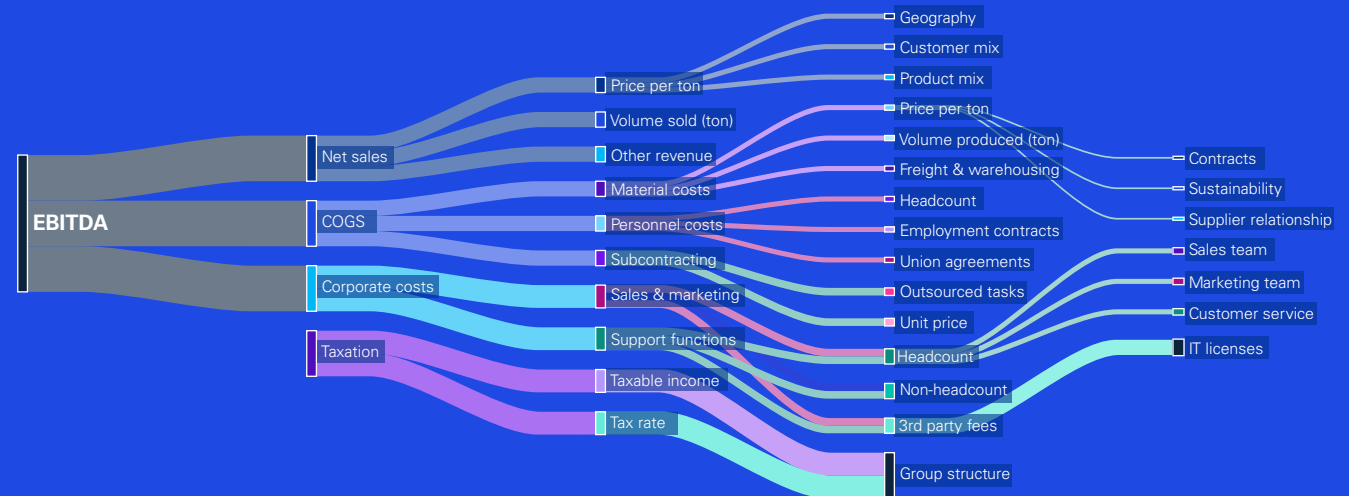 EBITDA
Net sales
COGS
Corporate costs
Taxation
Price per ton
Volume sold (ton)
Other revenue
Material costs
Personnel costs
Subcontracting
Sales & marketing
Support functions
Taxable income
Tax rate
Geography
Customer mix
Product mix
Price per ton
Volume produced (ton)
Freight & warehousing
Headcount
Employment contracts
Union agreements
Outsourced tasks
Unit price
Headcount
Non-headcount
3rd party fees
Group structure
Contracts
Sustainability
Supplier relationship
Sales team
Marketing team
Customer service
IT licenses